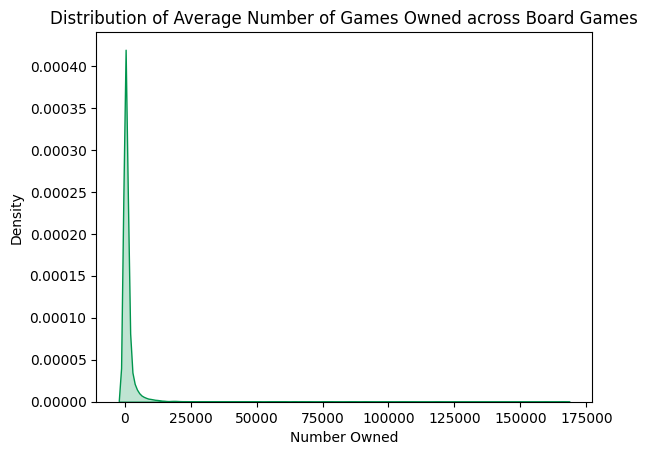 Distribution of Average Number of Games Owned across Board Games
0.00040
0.00035
0.00030
0.00025
0.00020
0.00015
0.00010
0.00005
0.00000
Density
0 25000 50000 75000 100000 125000 150000 175000
Number Owned